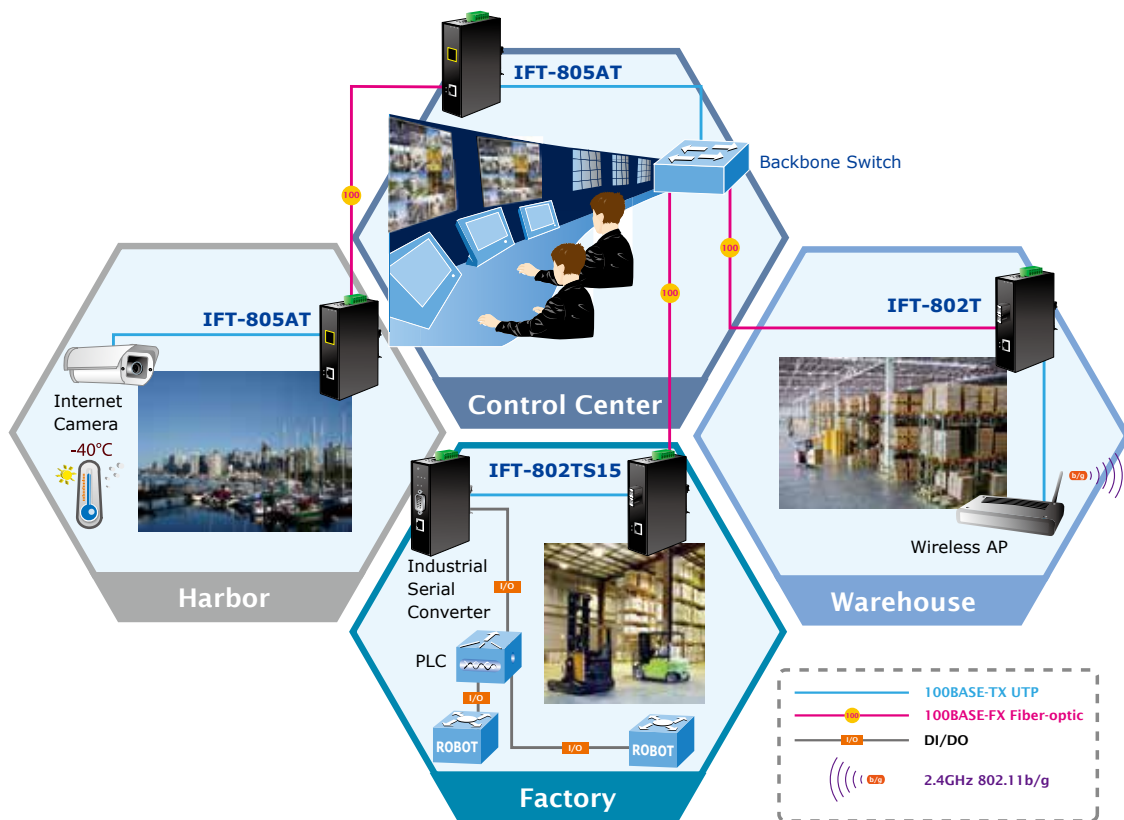 IFT-805AT
Backbone Switch
100
100
100
IFT-805AT
IFT-802T
Internet
Camera
-40°C
Control Center
IFT-802TS15
b/g
Wireless AP
Industrial
Serial
Converter
I/O
Harbor
Warehouse
PLC
I/O
ROBOT
I/O
ROBOT
Factory
100BASE-TX UTP
100
100BASE-FX Fiber-optic
I/O
DI/DO
b/g
2.4GHz 802.11b/g